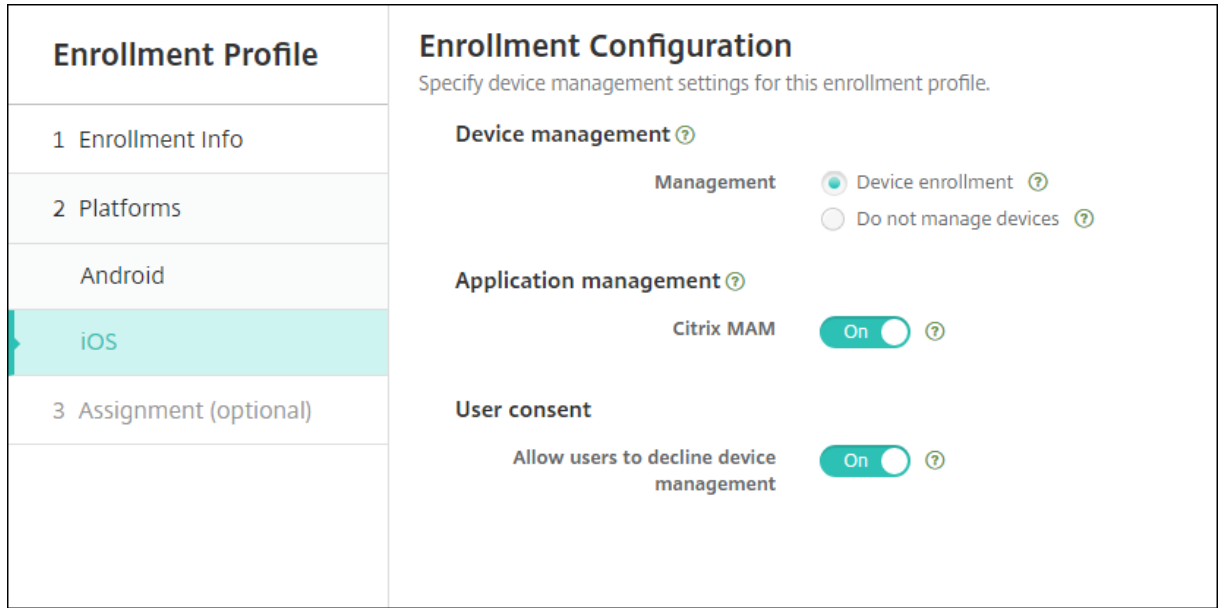 Enrollment Profile
1 Enrollment Info
2 Platforms
Android
iOS
3 Assignment (optional)
Enrollment Configuration
Specify device management settings for this enrollment profile.
Device management ?
Management
Device enrollment ?
Do not manage devices ?
Application management ?
Citrix MAM
On ?
User consent
Allow users to decline device
management
On ?